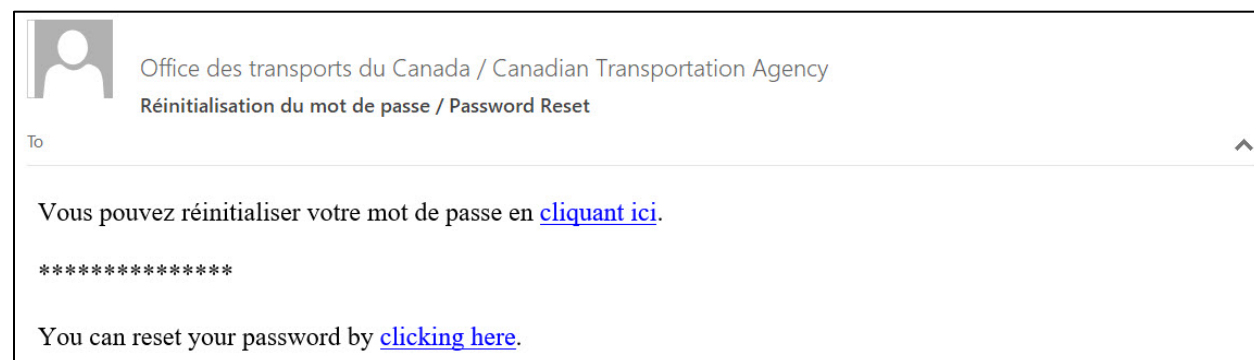 Office des transports du Canada / Canadian Transportation Agency
Réinitialisation du mot de passe / Password Reset
To
Vous pouvez réinitialiser votre mot de passe en cliquant ici.
***************
You can reset your password by clicking here.